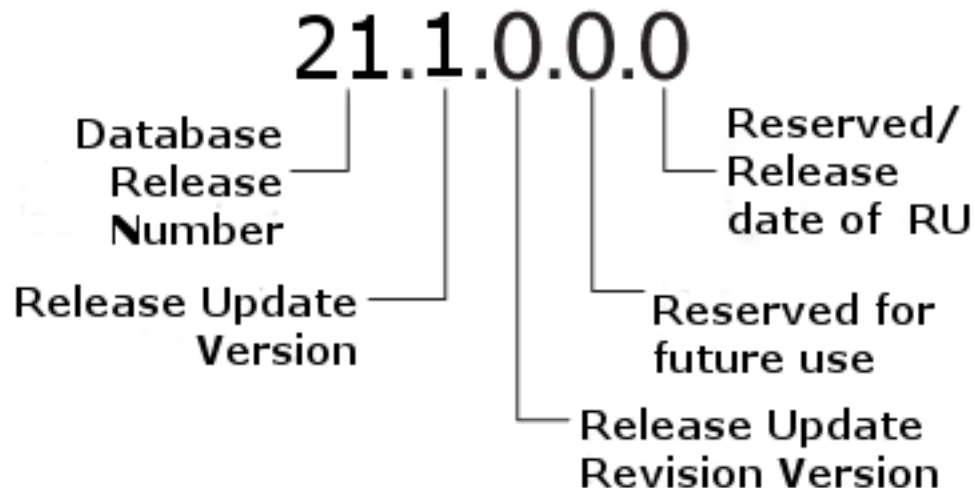 21.1.0.0.0
Database
Release
Number
Release Update
Version
Reserved/
Release
date of RU
Reserved for
future use
Release Update
Revision Version